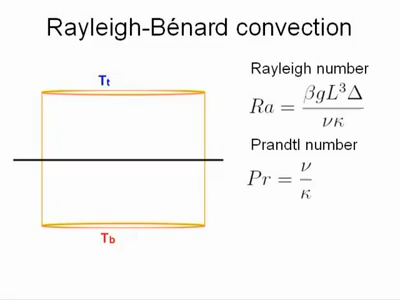 Rayleigh-Bénard convection
Tt
Rayleigh number
Ra = βgL³Δ / νκ
Prandtl number
Pr = ν / κ
Tb